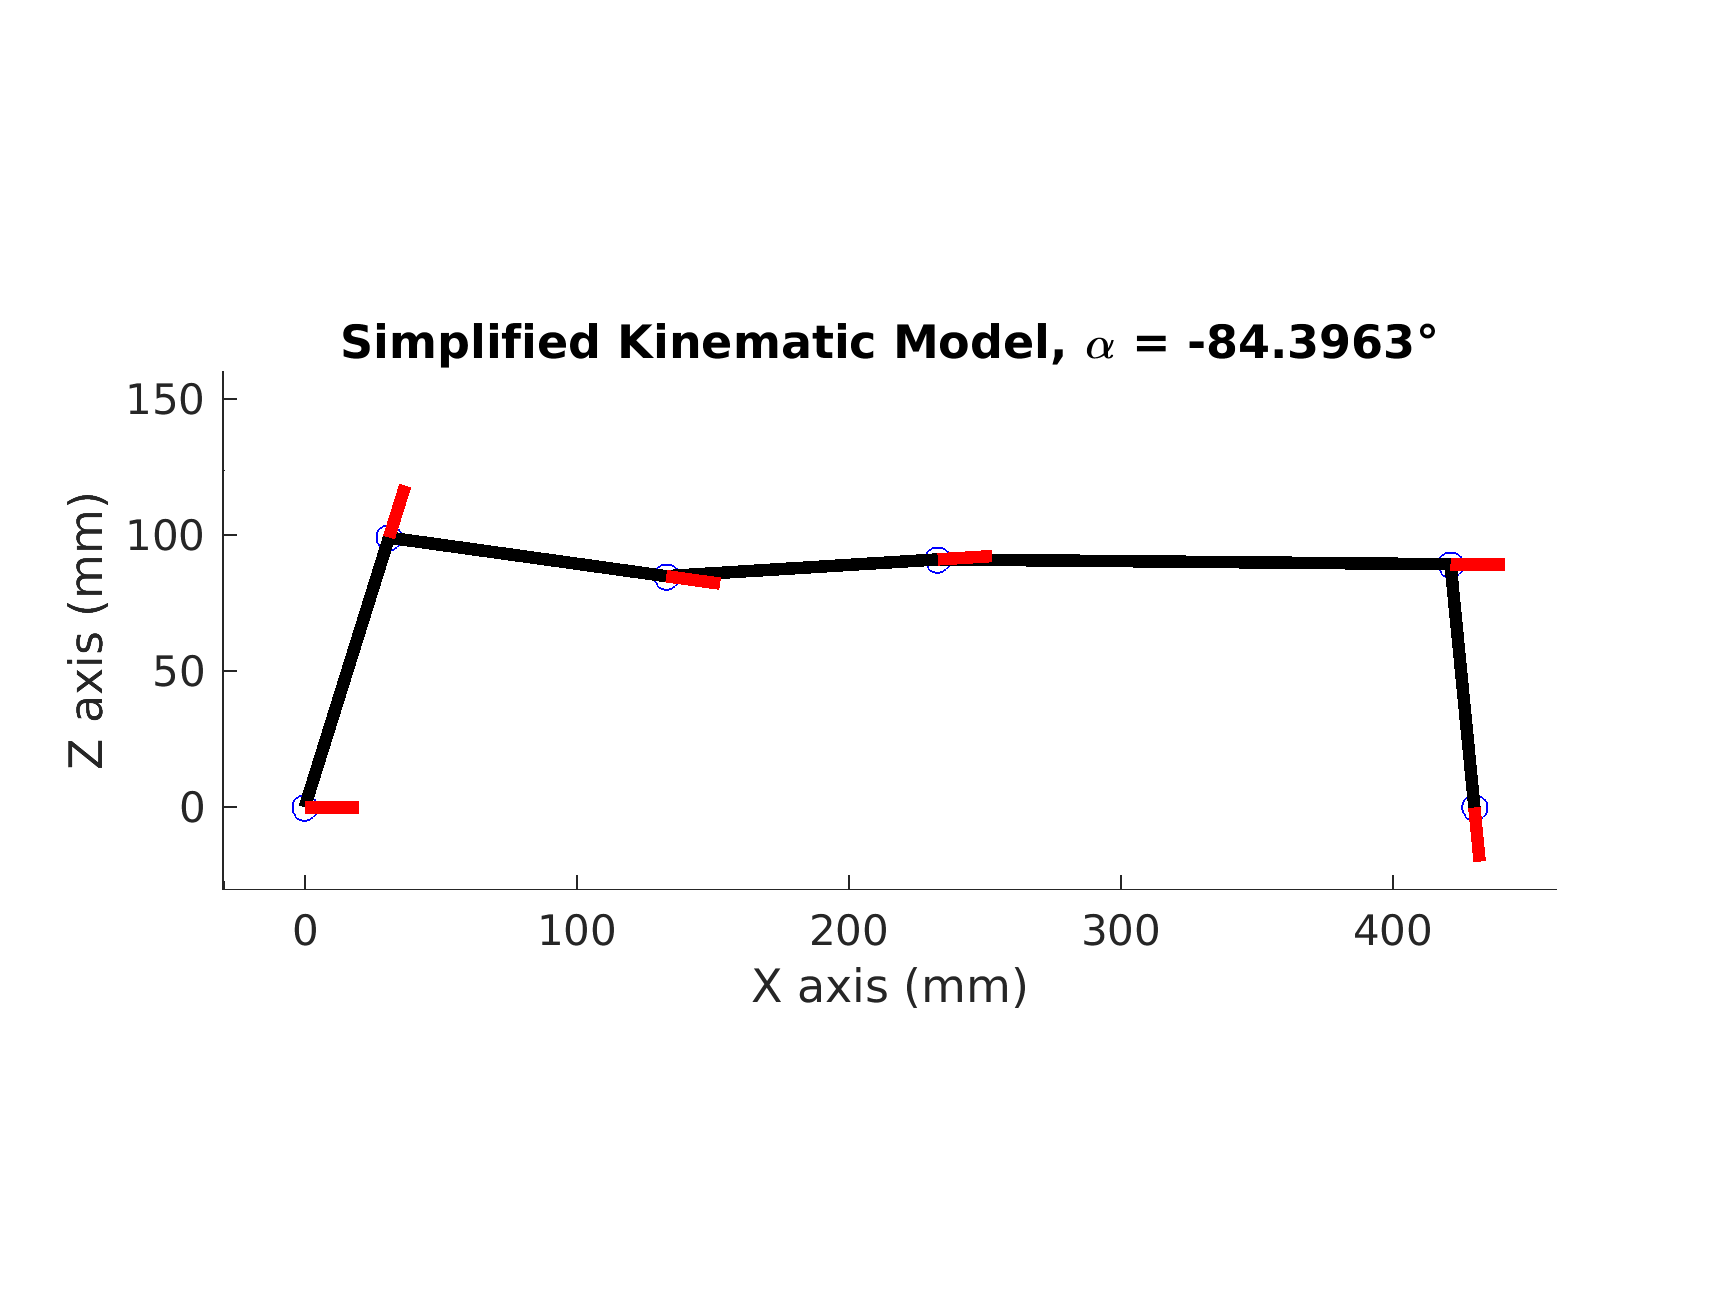 Simplified Kinematic Model, α = -84.3963°
150
100
50
0
Z axis (mm)
0 100 200 300 400
X axis (mm)